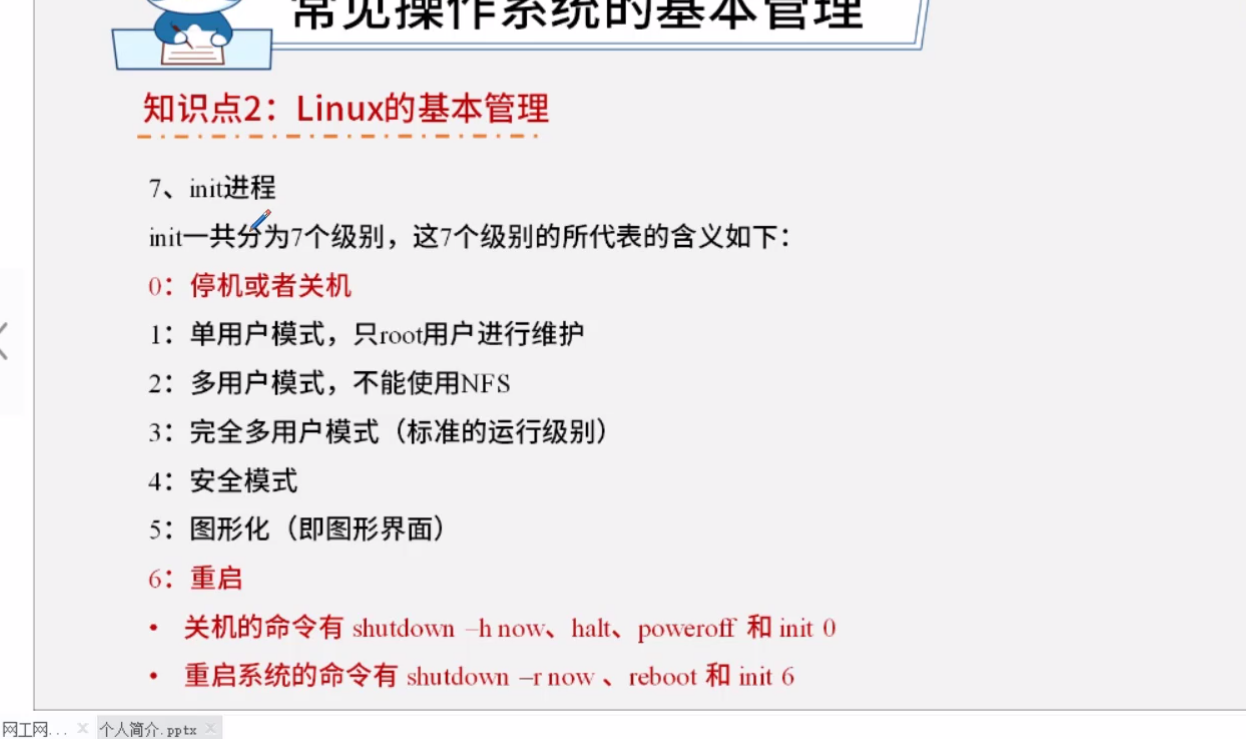 常见操作系统的基本管理
知识点2：Linux的基本管理
7、init进程
init一共分为7个级别，这7个级别的所代表的含义如下：
0：停机或者关机
1：单用户模式，只root用户进行维护
2：多用户模式，不能使用NFS
3：完全多用户模式（标准的运行级别）
4：安全模式
5：图形化（即图形界面）
6：重启
• 关机的命令有 shutdown –h now、halt、poweroff 和 init 0
• 重启系统的命令有 shutdown –r now 、reboot 和 init 6
网工网... 个人简介.pptx